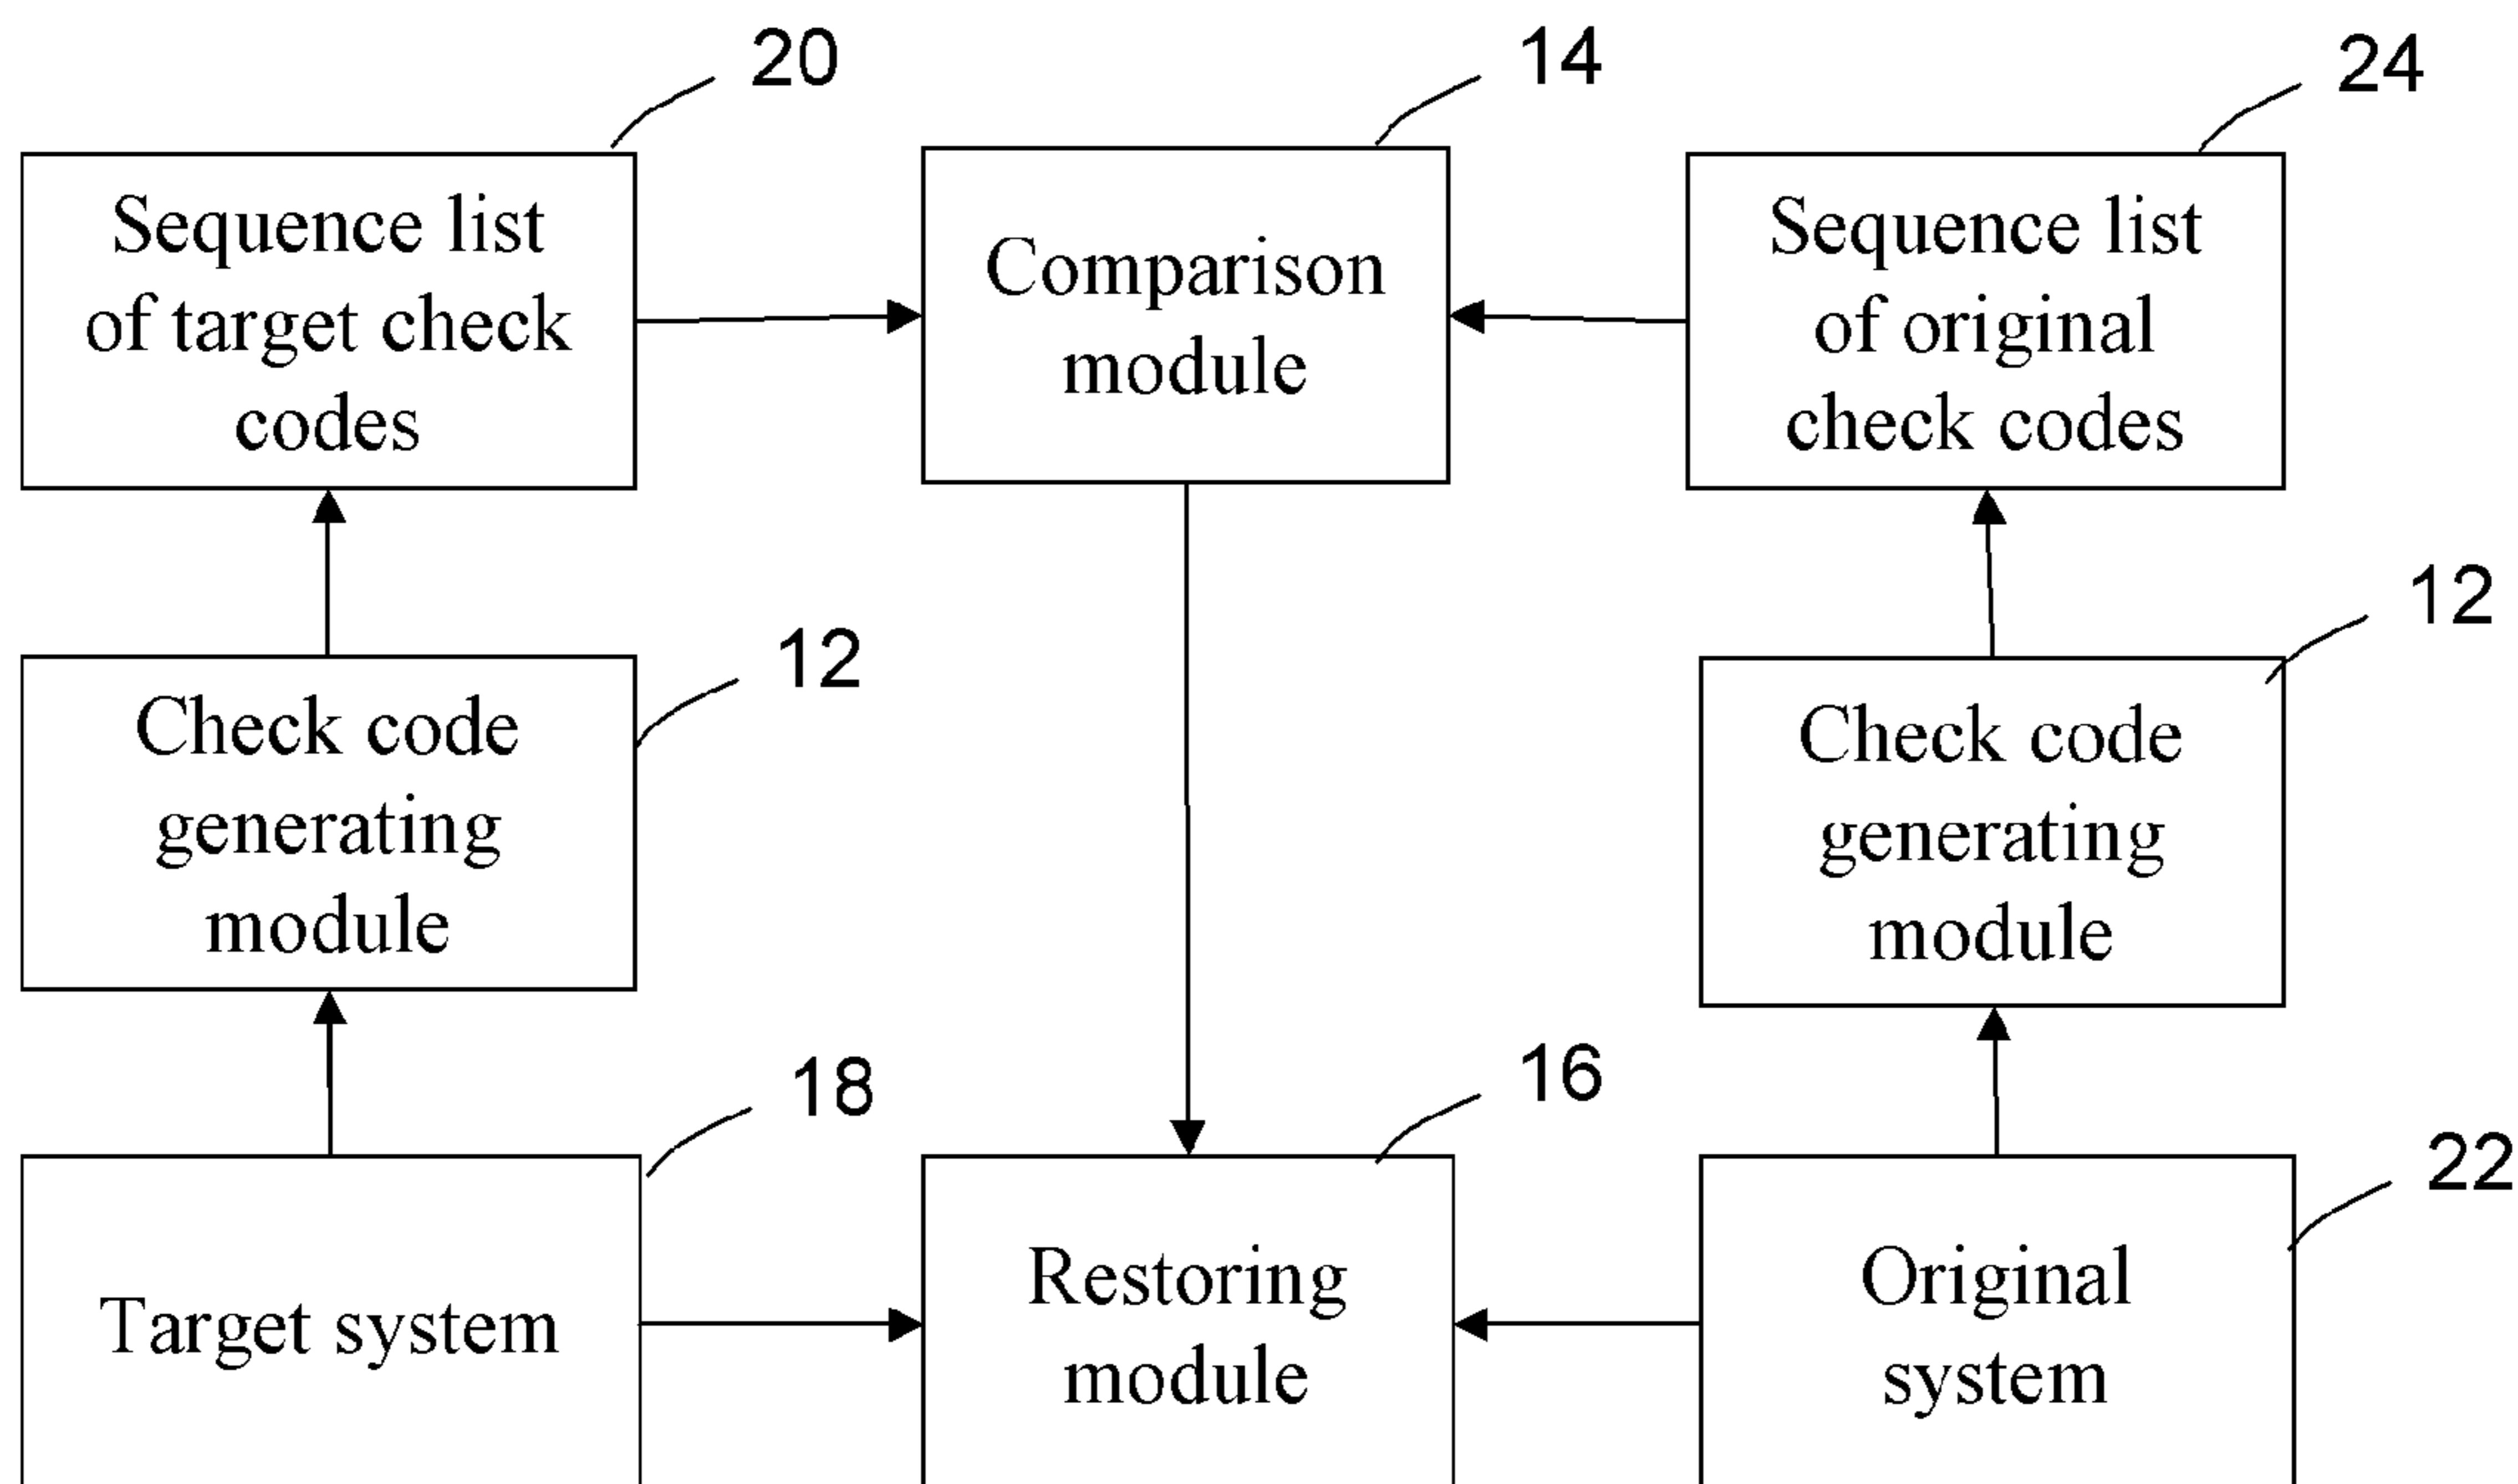 20
14
24
Sequence list
of target check
codes
Comparison
module
Sequence list
of original
check codes
12
12
Check code
generating
module
Check code
generating
module
18
16
22
Target system
Restoring
module
Original
system